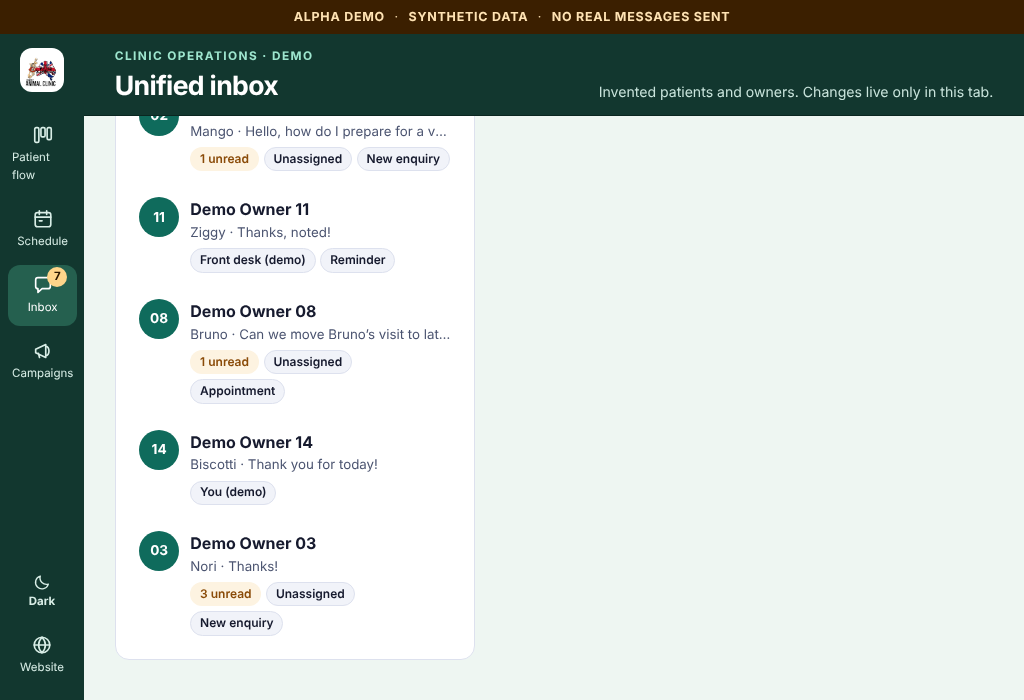 ALPHA DEMO · SYNTHETIC DATA · NO REAL MESSAGES SENT
CLINIC OPERATIONS · DEMO
Unified inbox
Invented patients and owners. Changes live only in this tab.
ANIMAL CLINIC
Patient flow
Schedule
7
Inbox
Campaigns
Dark
Website
02
Mango · Hello, how do I prepare for a v…
1 unread
Unassigned
New enquiry
11
Demo Owner 11
Ziggy · Thanks, noted!
Front desk (demo)
Reminder
08
Demo Owner 08
Bruno · Can we move Bruno’s visit to lat…
1 unread
Unassigned
Appointment
14
Demo Owner 14
Biscotti · Thank you for today!
You (demo)
03
Demo Owner 03
Nori · Thanks!
3 unread
Unassigned
New enquiry